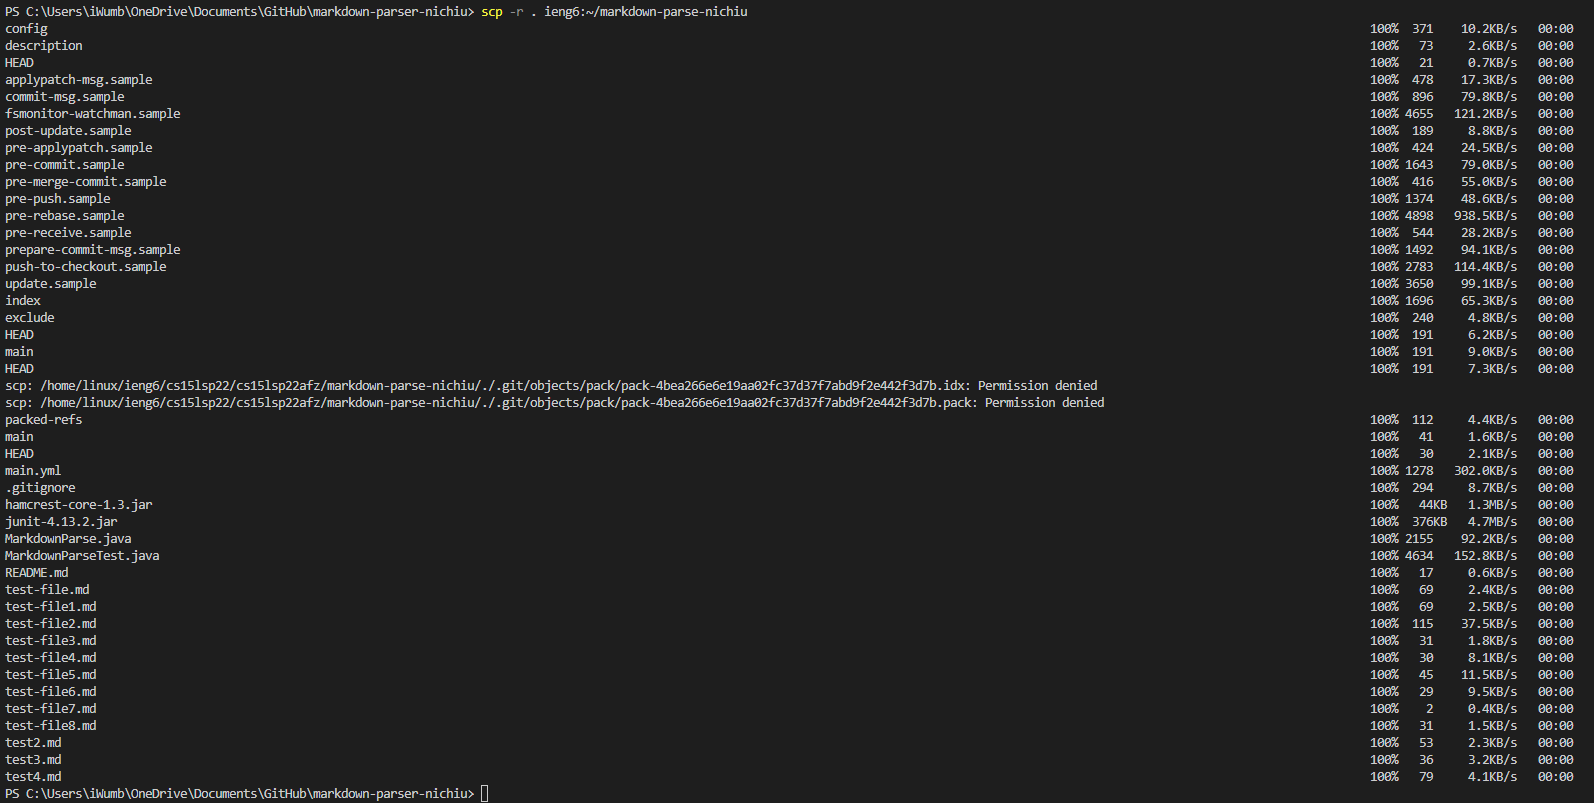 PS C:\Users\iWumb\OneDrive\Documents\GitHub\markdown-parser-nichiu> scp -r . ieng6:~/markdown-parse-nichiu
config 100% 371 10.2KB/s 00:00
description 100% 73 2.6KB/s 00:00
HEAD 100% 21 0.7KB/s 00:00
applypatch-msg.sample 100% 478 17.3KB/s 00:00
commit-msg.sample 100% 896 79.8KB/s 00:00
fsmonitor-watchman.sample 100% 4655 121.2KB/s 00:00
post-update.sample 100% 189 8.8KB/s 00:00
pre-applypatch.sample 100% 424 24.5KB/s 00:00
pre-commit.sample 100% 1643 79.0KB/s 00:00
pre-merge-commit.sample 100% 416 55.0KB/s 00:00
pre-push.sample 100% 1374 48.6KB/s 00:00
pre-rebase.sample 100% 4898 938.5KB/s 00:00
pre-receive.sample 100% 544 28.2KB/s 00:00
prepare-commit-msg.sample 100% 1492 94.1KB/s 00:00
push-to-checkout.sample 100% 2783 114.4KB/s 00:00
update.sample 100% 3650 99.1KB/s 00:00
index 100% 1696 65.3KB/s 00:00
exclude 100% 240 4.8KB/s 00:00
HEAD 100% 191 6.2KB/s 00:00
main 100% 191 9.0KB/s 00:00
HEAD 100% 191 7.3KB/s 00:00
scp: /home/linux/ieng6/cs15lsp22/cs15lsp22afz/markdown-parse-nichiu/./.git/objects/pack/pack-4bea266e6e19aa02fc37d37f7abd9f2e442f3d7b.idx: Permission denied
scp: /home/linux/ieng6/cs15lsp22/cs15lsp22afz/markdown-parse-nichiu/./.git/objects/pack/pack-4bea266e6e19aa02fc37d37f7abd9f2e442f3d7b.pack: Permission denied
packed-refs 100% 112 4.4KB/s 00:00
main 100% 41 1.6KB/s 00:00
HEAD 100% 30 2.1KB/s 00:00
main.yml 100% 1278 302.0KB/s 00:00
.gitignore 100% 294 8.7KB/s 00:00
hamcrest-core-1.3.jar 100% 44KB 1.3MB/s 00:00
junit-4.13.2.jar 100% 376KB 4.7MB/s 00:00
MarkdownParse.java 100% 2155 92.2KB/s 00:00
MarkdownParseTest.java 100% 4634 152.8KB/s 00:00
README.md 100% 17 0.6KB/s 00:00
test-file.md 100% 69 2.4KB/s 00:00
test-file1.md 100% 69 2.5KB/s 00:00
test-file2.md 100% 115 37.5KB/s 00:00
test-file3.md 100% 31 1.8KB/s 00:00
test-file4.md 100% 30 8.1KB/s 00:00
test-file5.md 100% 45 11.5KB/s 00:00
test-file6.md 100% 29 9.5KB/s 00:00
test-file7.md 100% 2 0.4KB/s 00:00
test-file8.md 100% 31 1.5KB/s 00:00
test2.md 100% 53 2.3KB/s 00:00
test3.md 100% 36 3.2KB/s 00:00
test4.md 100% 79 4.1KB/s 00:00
PS C:\Users\iWumb\OneDrive\Documents\GitHub\markdown-parser-nichiu>